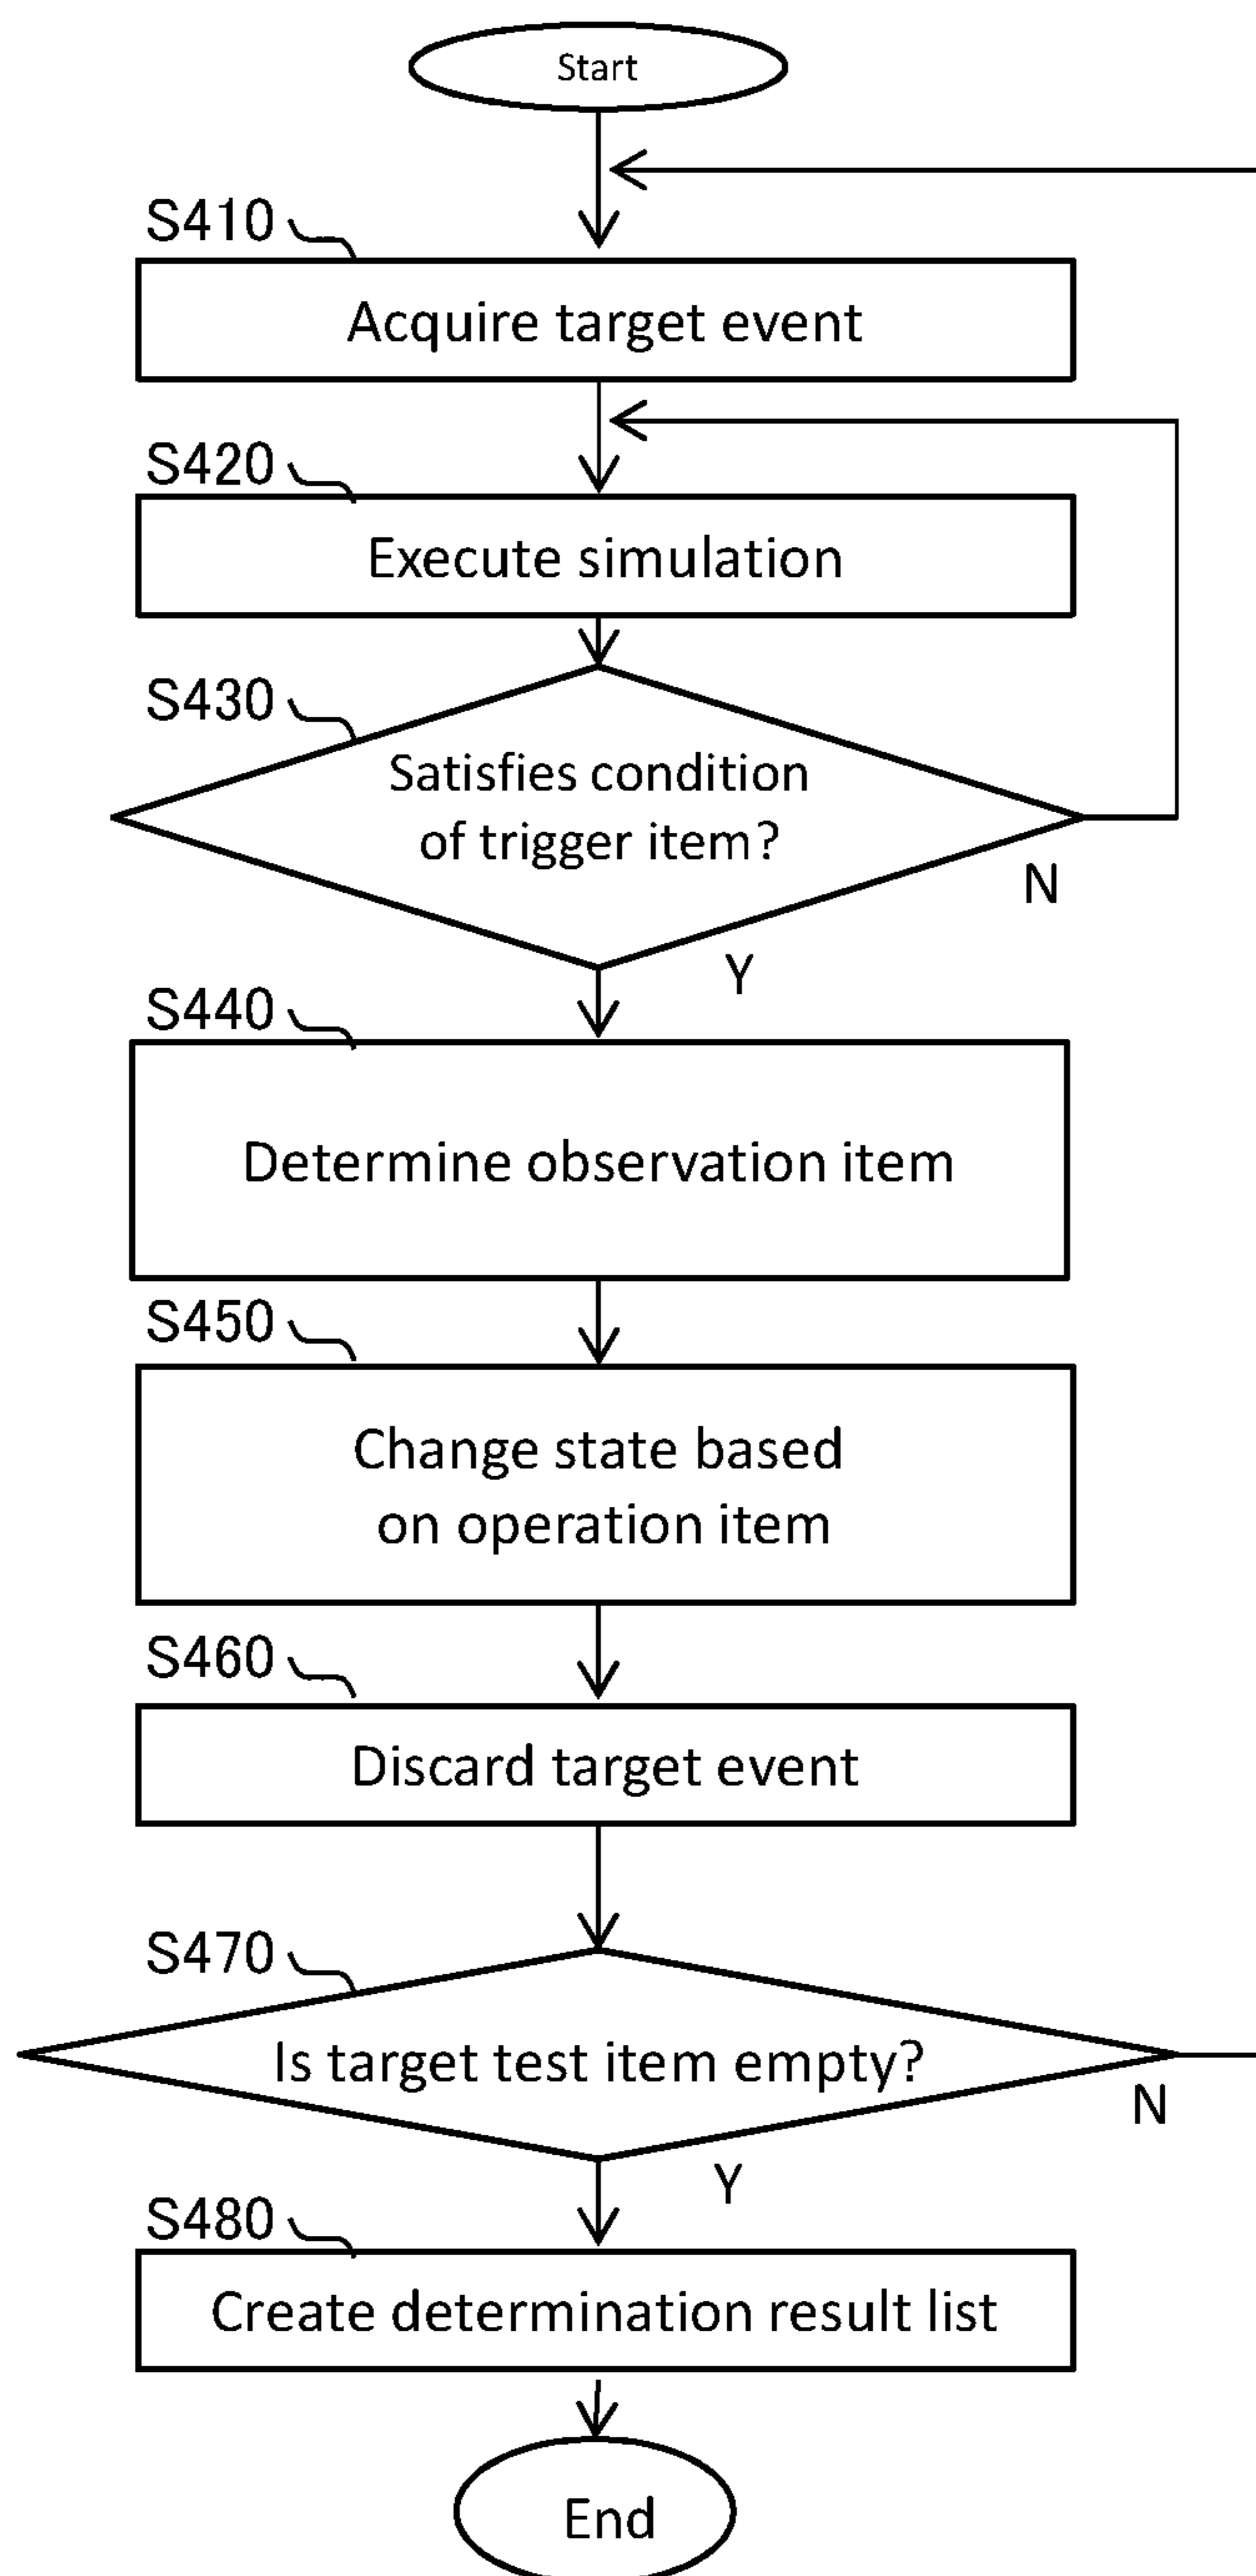 Start
S410
Acquire target event
S420
Execute simulation
S430
Satisfies condition
of trigger item?
N
Y
S440
Determine observation item
S450
Change state based
on operation item
S460
Discard target event
S470
Is target test item empty?
N
Y
S480
Create determination result list
End